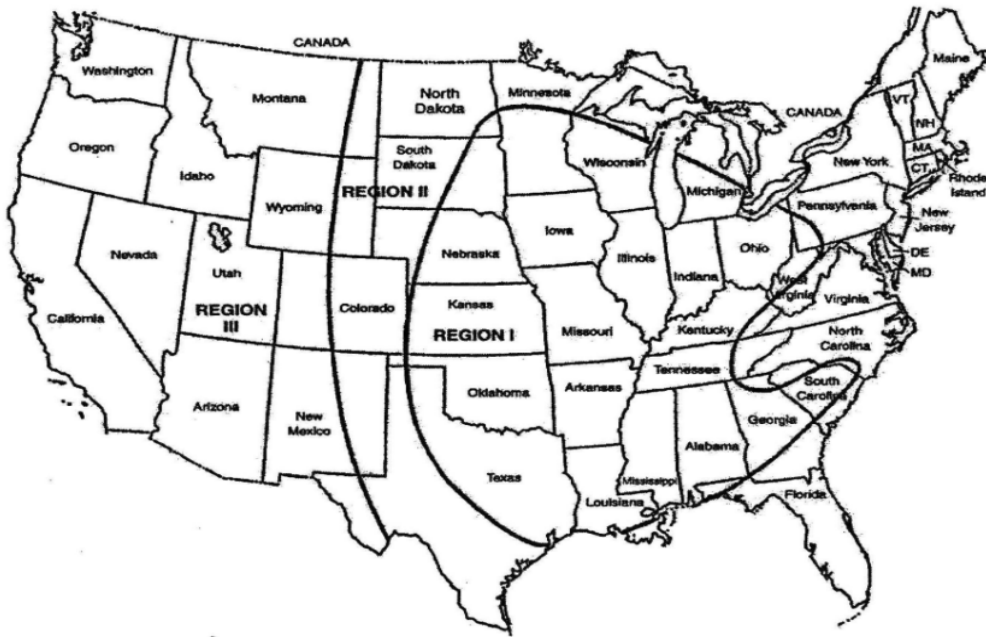 CANADA
Washington
Montana
North
Dakota
Minnesota
Maine
VT
NH
CANADA
Oregon
Idaho
South
Dakota
Wisconsin
Michigan
New York
MA
CT
Rhode
Island
REGION II
Wyoming
Pennsylvania
New
Jersey
Nevada
Utah
Nebraska
Iowa
Illinois
Indiana
Ohio
DE
MD
West
Virginia
Virginia
California
REGION
III
Colorado
Kansas
REGION I
Missouri
Kentucky
North
Carolina
Tennessee
Arizona
New
Mexico
Oklahoma
Arkansas
South
Carolina
Georgia
Alabama
Mississippi
Texas
Louisiana
Florida